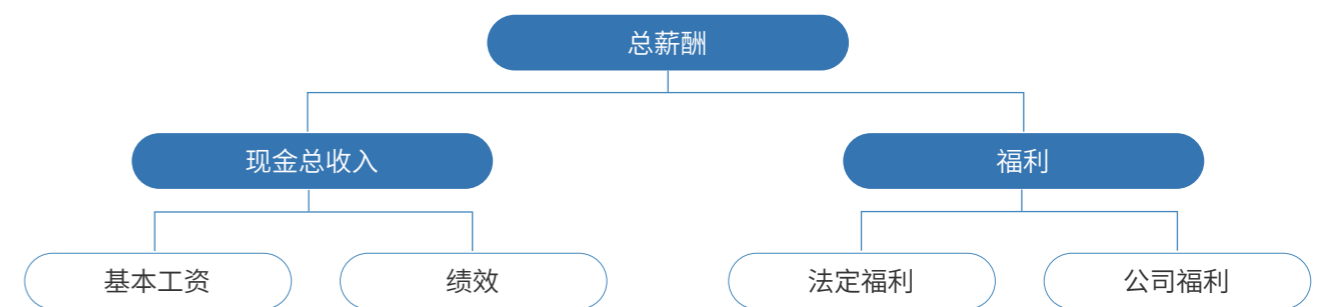 总薪酬
现金总收入
福利
基本工资
绩效
法定福利
公司福利